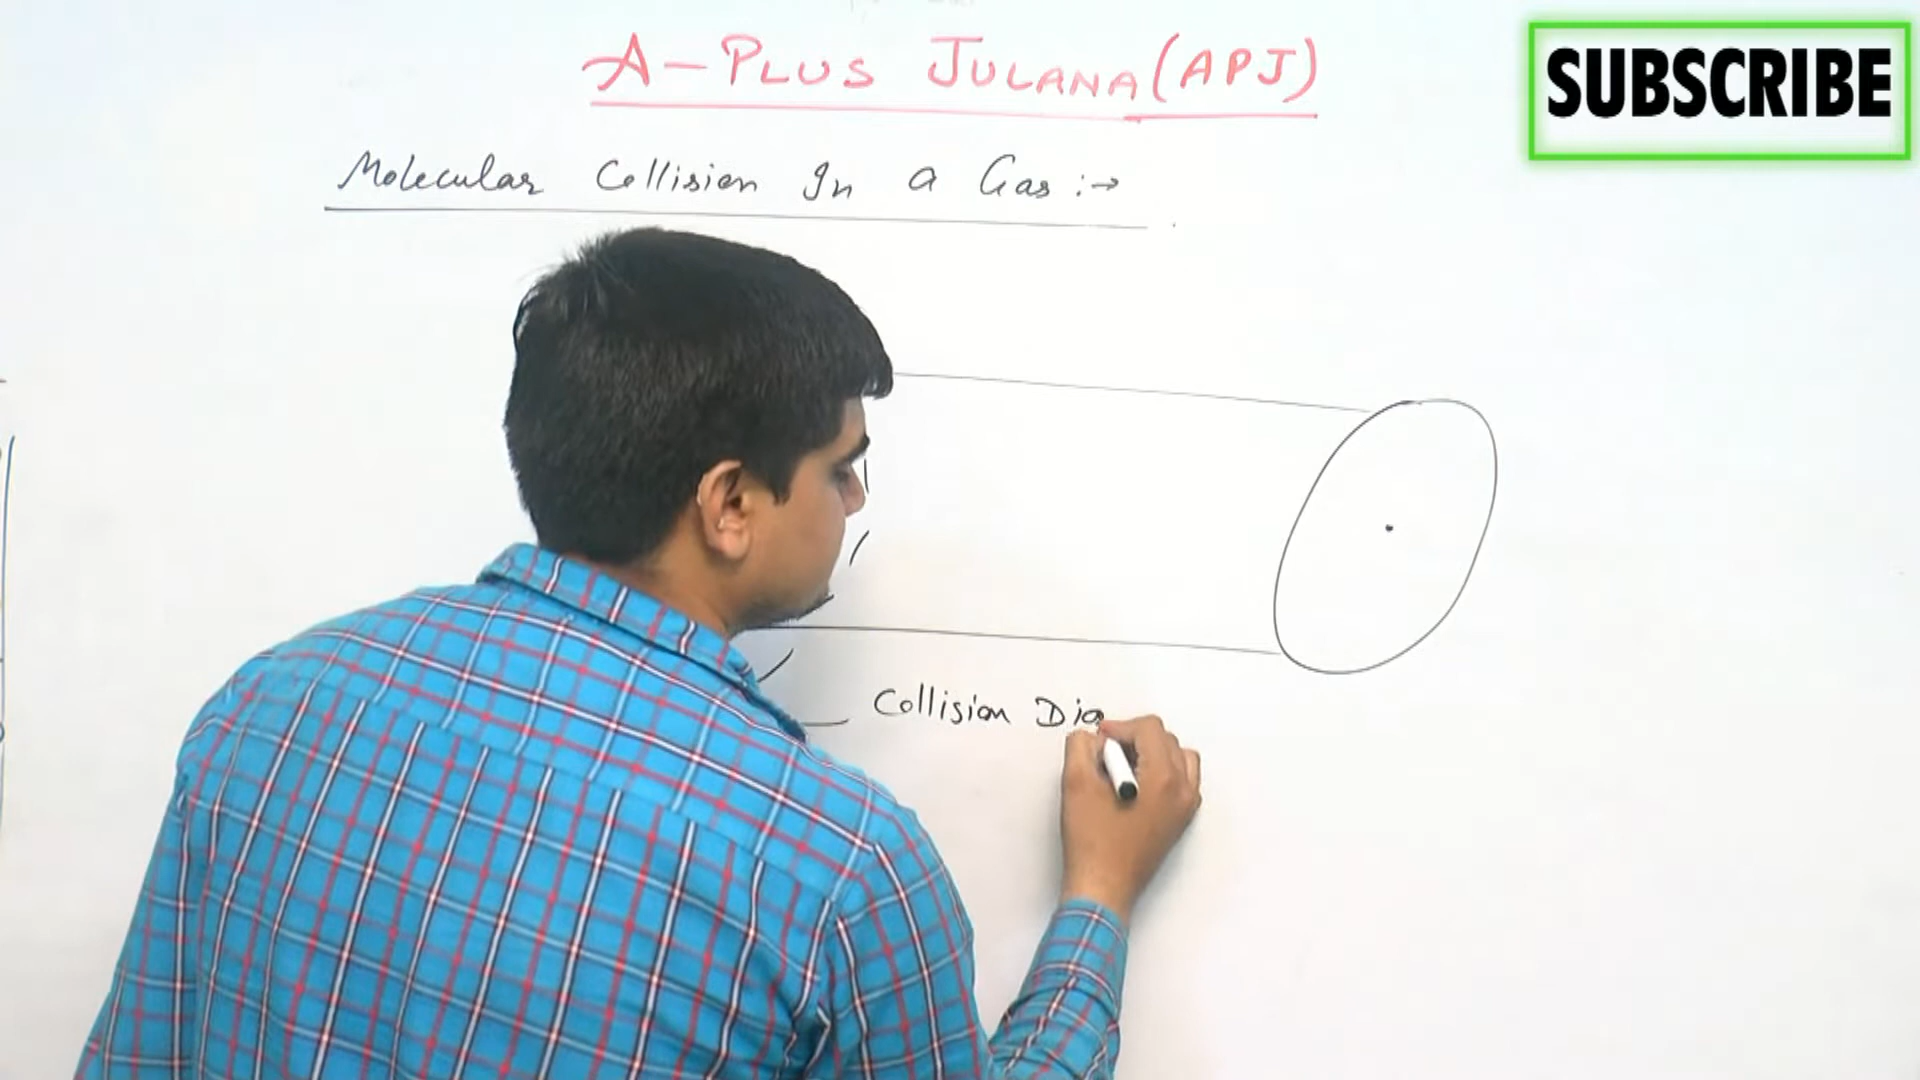 A-PLUS JULANA (APJ)
SUBSCRIBE
Molecular Collision In a Gas :→
Collision Dia